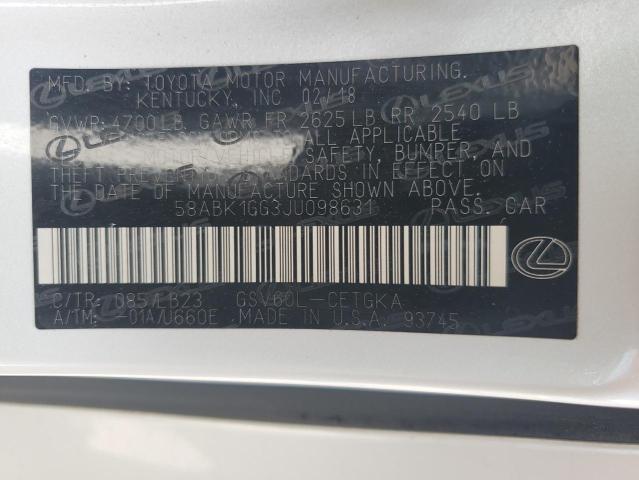 MFD. BY: TOYOTA MOTOR MANUFACTURING.
KENTUCKY, INC 02/18
GVWR 4700 LB GAWR FR 2625 LB RR 2540 LB
ALL APPLICABLE
SAFETY, BUMPER, AND
THEFT PREVENTION STANDARDS IN EFFECT ON
THE DATE OF MANUFACTURE SHOWN ABOVE.
58ABK1GG3JU098631 PASS. CAR
C/TR: 085/LB23 GSV60L-CETGKA
A/TM: -01A/U660E MADE IN U.S.A. 93745
LEXUS